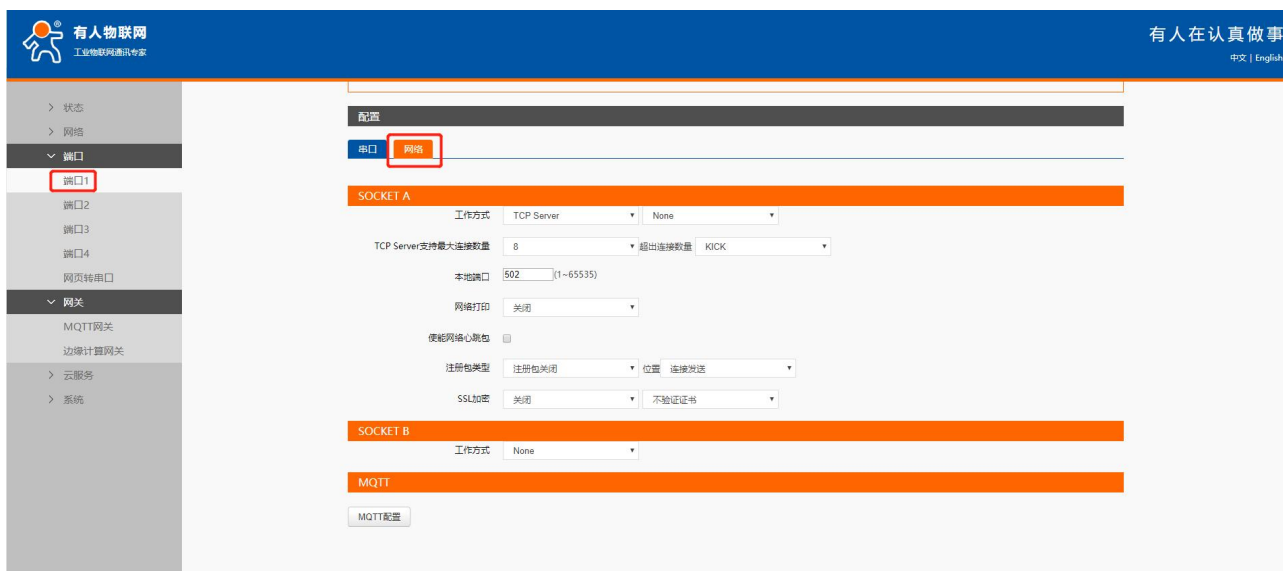 有人物联网
工业物联网通讯专家
有人在认真做事
中文 | English
状态
网络
端口
端口1
端口2
端口3
端口4
网页转串口
网关
MQTT网关
边缘计算网关
云服务
系统
配置
串口 网络
SOCKET A
工作方式 TCP Server None
TCP Server支持最大连接数量 8 超出连接数量 KICK
本地端口 502 (1~65535)
网络打印 关闭
使能网络心跳包
注册包类型 注册包关闭 位置 连接发送
SSL加密 关闭 不验证证书
SOCKET B
工作方式 None
MQTT
MQTT配置